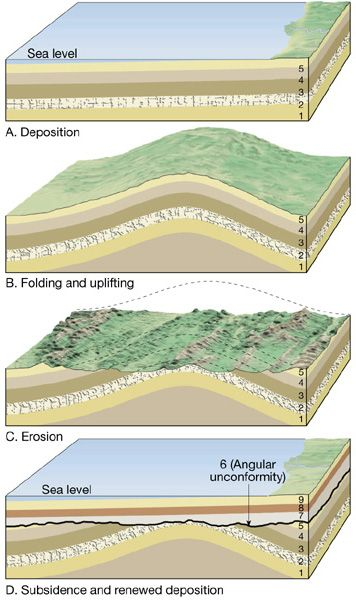 Sea level
5
4
3
2
1
A. Deposition
5
4
3
2
1
B. Folding and uplifting
5
4
3
2
1
C. Erosion
6 (Angular
unconformity)
Sea level
9
8
7
5
4
3
2
1
D. Subsidence and renewed deposition